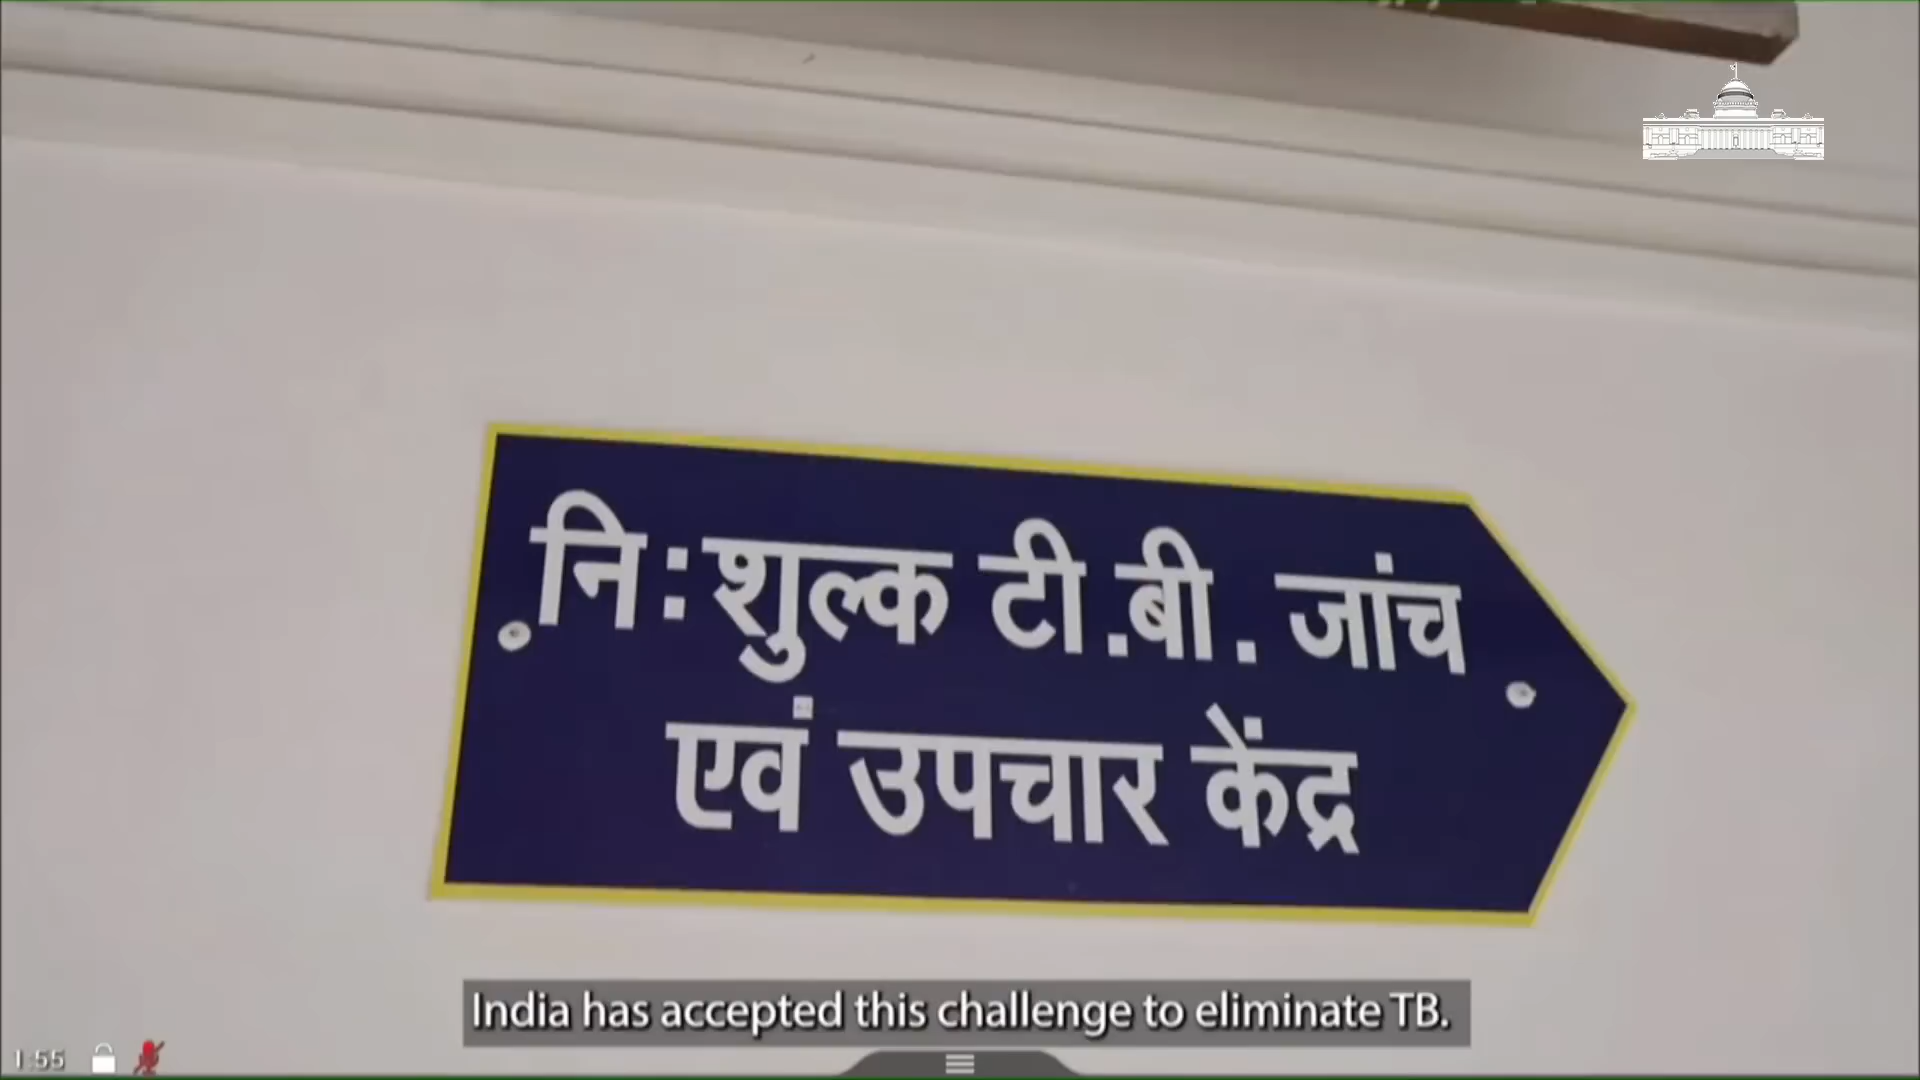 नि:शुल्क टी.बी. जांच
एवं उपचार केंद्र
India has accepted this challenge to eliminate TB.
1:55